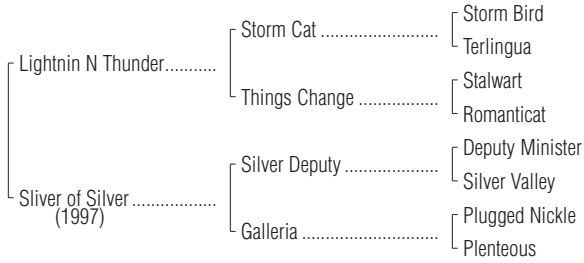 Storm Bird
Storm Cat ........................
Terlingua
Lightnin N Thunder...........
Stalwart
Things Change ................
Romanticat
Deputy Minister
Silver Deputy ...................
Silver Valley
Sliver of Silver .................
(1997)
Plugged Nickle
Galleria ............................
Plenteous